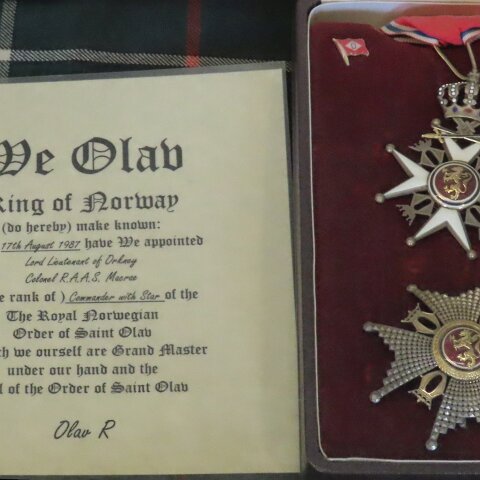 We Olav
King of Norway
(do hereby) make known:
17th August 1987 have We appointed
Lord Lieutenant of Orkney
Colonel R.A.A.S. Macrae
rank of ) Commander with Star of the
The Royal Norwegian
Order of Saint Olav
we ourself are Grand Master
under our hand and the
of the Order of Saint Olav
Olav R